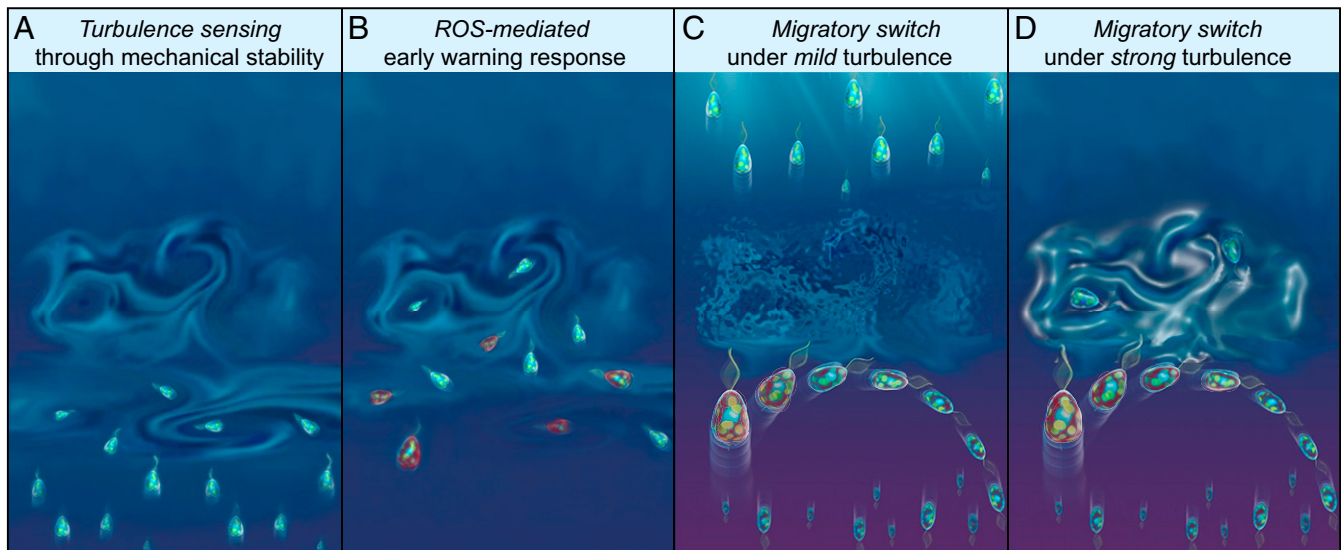 A
Turbulence sensing
through mechanical stability
B
ROS-mediated
early warning response
C
Migratory switch
under mild turbulence
D
Migratory switch
under strong turbulence